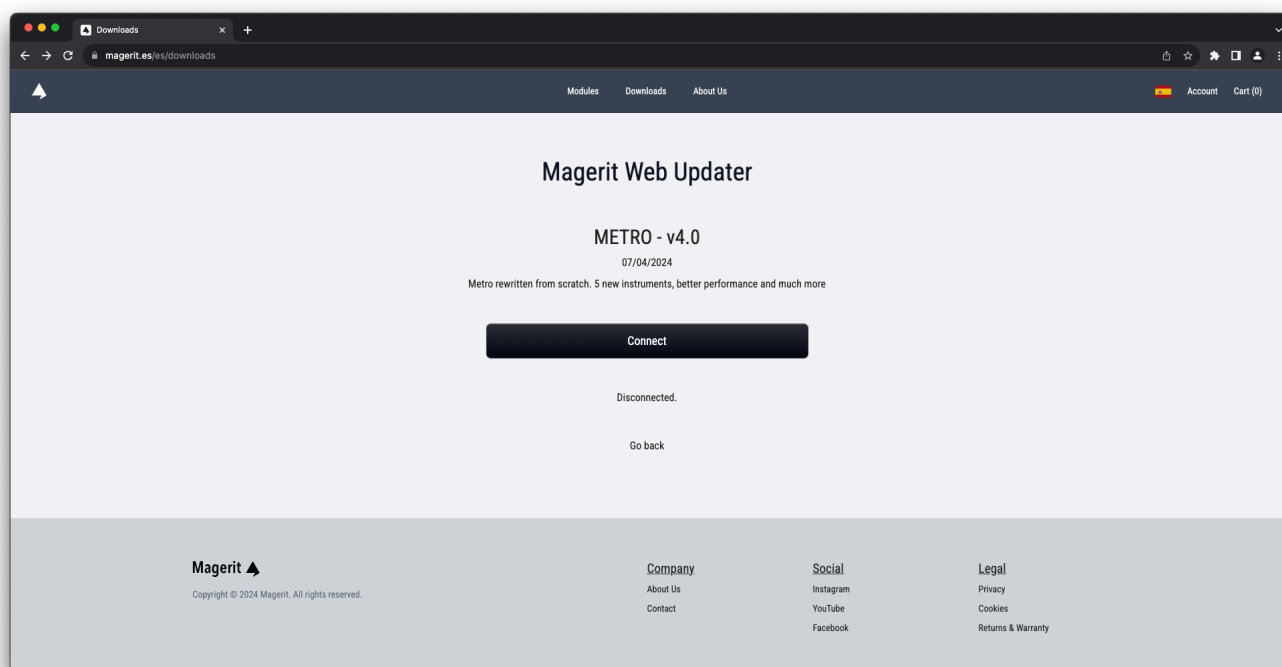 Downloads
magerit.es/es/downloads
Modules Downloads About Us Account Cart (0)
Magerit Web Updater
METRO - v4.0
07/04/2024
Metro rewritten from scratch. 5 new instruments, better performance and much more
Connect
Disconnected.
Go back
Magerit
Copyright © 2024 Magerit. All rights reserved.
Company
About Us
Contact
Social
Instagram
YouTube
Facebook
Legal
Privacy
Cookies
Returns & Warranty